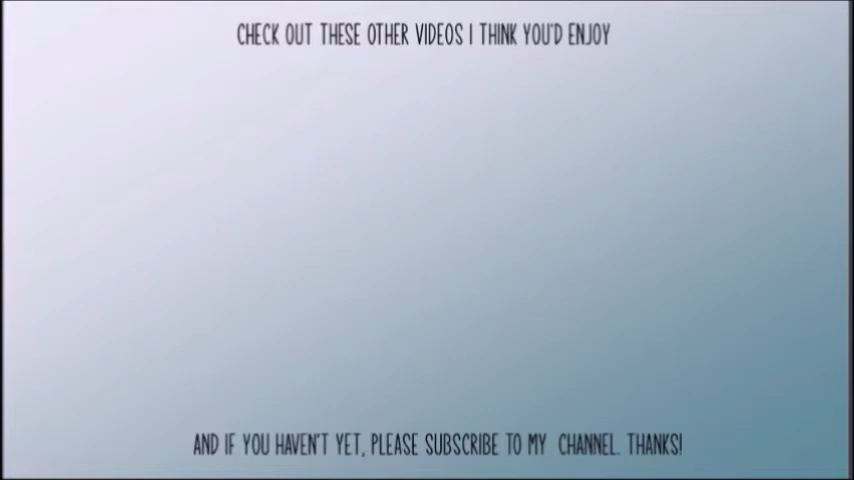 CHECK OUT THESE OTHER VIDEOS I THINK YOU'D ENJOY
AND IF YOU HAVEN'T YET, PLEASE SUBSCRIBE TO MY CHANNEL. THANKS!